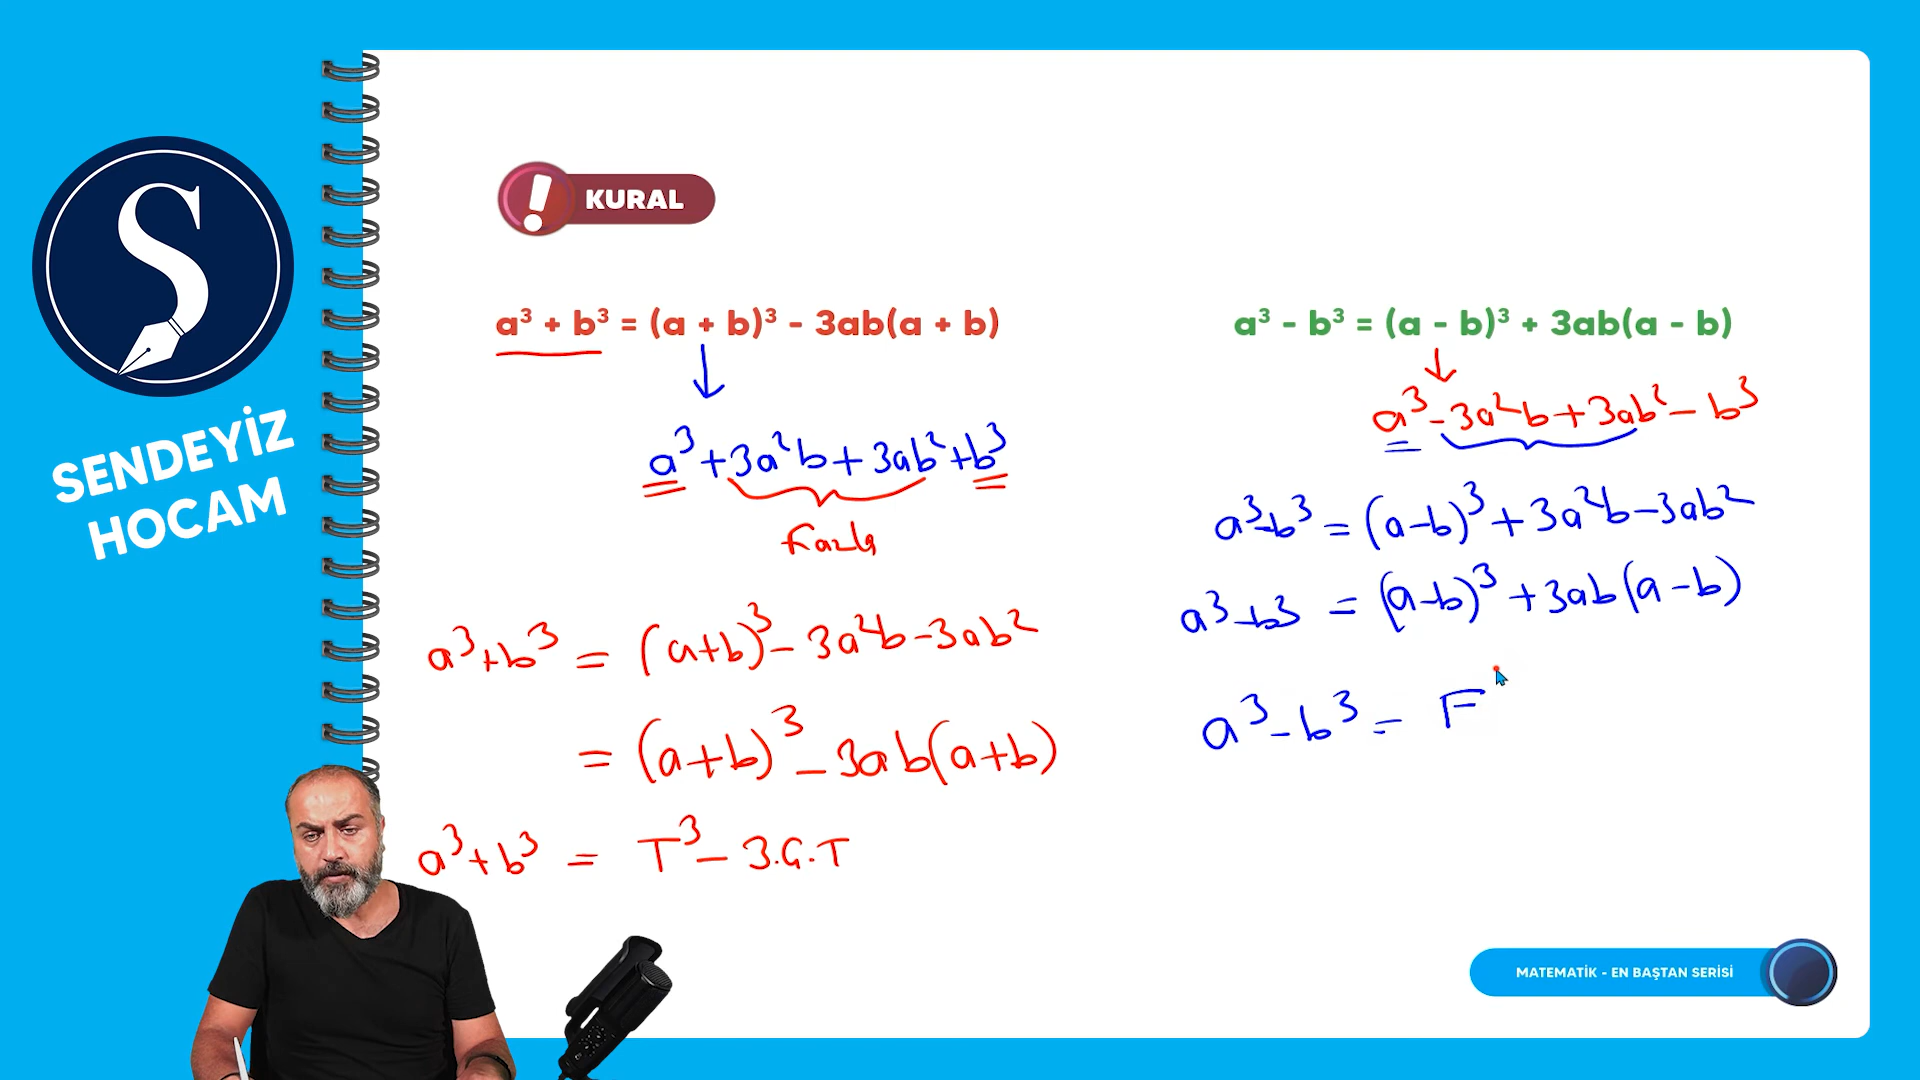 S
SENDEYİZ
HOCAM
KURAL
a³ + b³ = (a + b)³ - 3ab(a + b)
a³ + 3a²b + 3ab² + b³
Fazla
a³+b³ = (a+b)³ - 3a²b - 3ab²
= (a+b)³ - 3ab(a+b)
a³+b³ = T³ - 3.Ç.T
a³ - b³ = (a - b)³ + 3ab(a - b)
a³ - 3a²b + 3ab² - b³
a³-b³ = (a-b)³ + 3a²b - 3ab²
a³-b³ = (a-b)³ + 3ab(a-b)
a³ - b³ = F
MATEMATİK - EN BAŞTAN SERİSİ